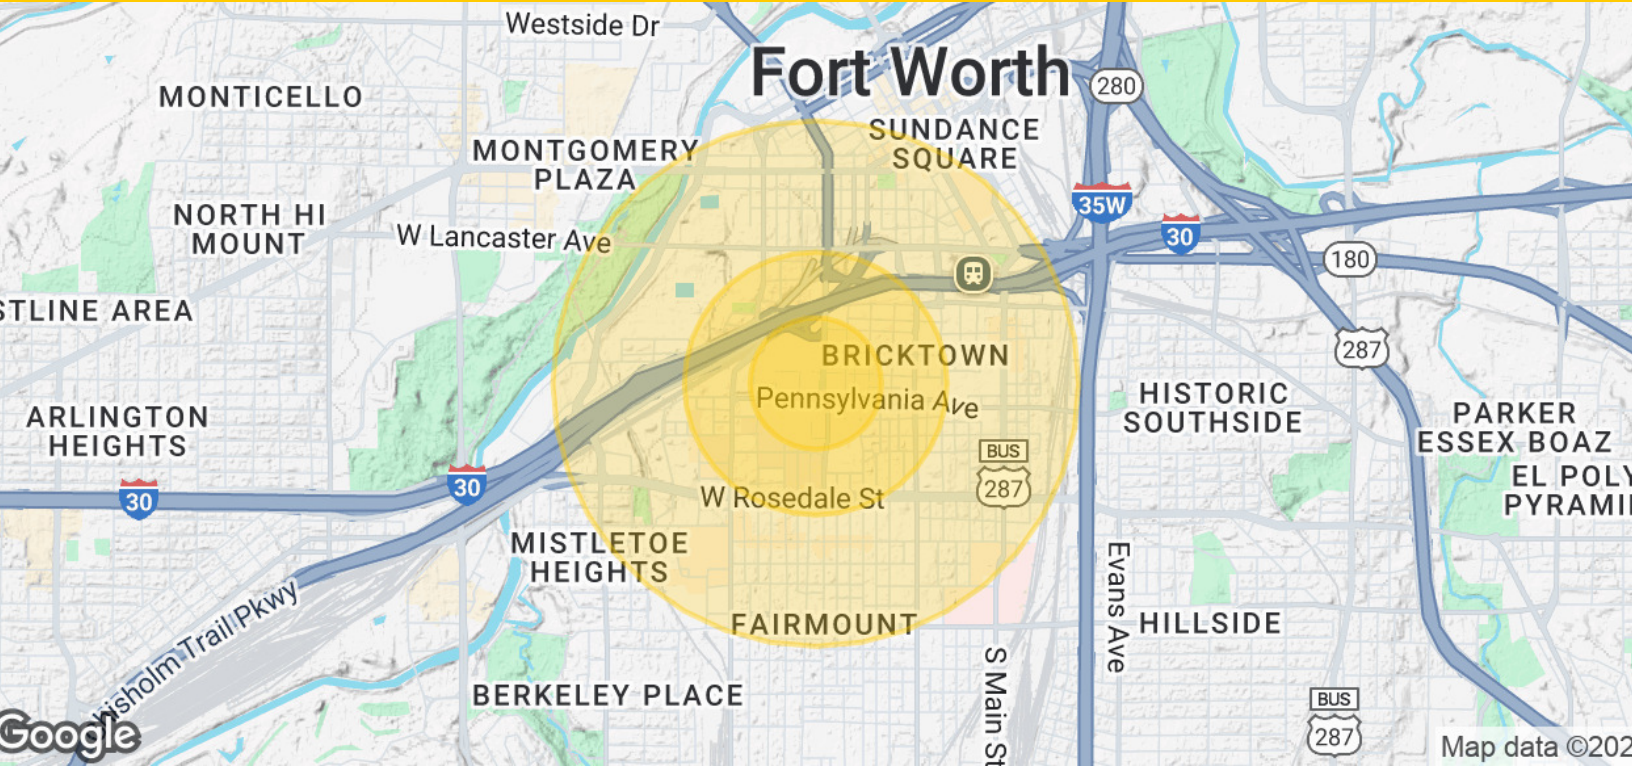 Westside Dr
Fort Worth
280
MONTICELLO
SUNDANCE
SQUARE
MONTGOMERY
PLAZA
35W
NORTH HI
MOUNT
W Lancaster Ave
30
180
STLINE AREA
287
BRICKTOWN
Pennsylvania Ave
HISTORIC
SOUTHSIDE
ARLINGTON
HEIGHTS
PARKER
ESSEX BOAZ
BUS
287
EL POLY
PYRAMI
30
30
W Rosedale St
MISTLETOE
HEIGHTS
Evans Ave
Chisholm Trail Pkwy
FAIRMOUNT
HILLSIDE
S Main St
BERKELEY PLACE
BUS
287
Google
Map data ©202